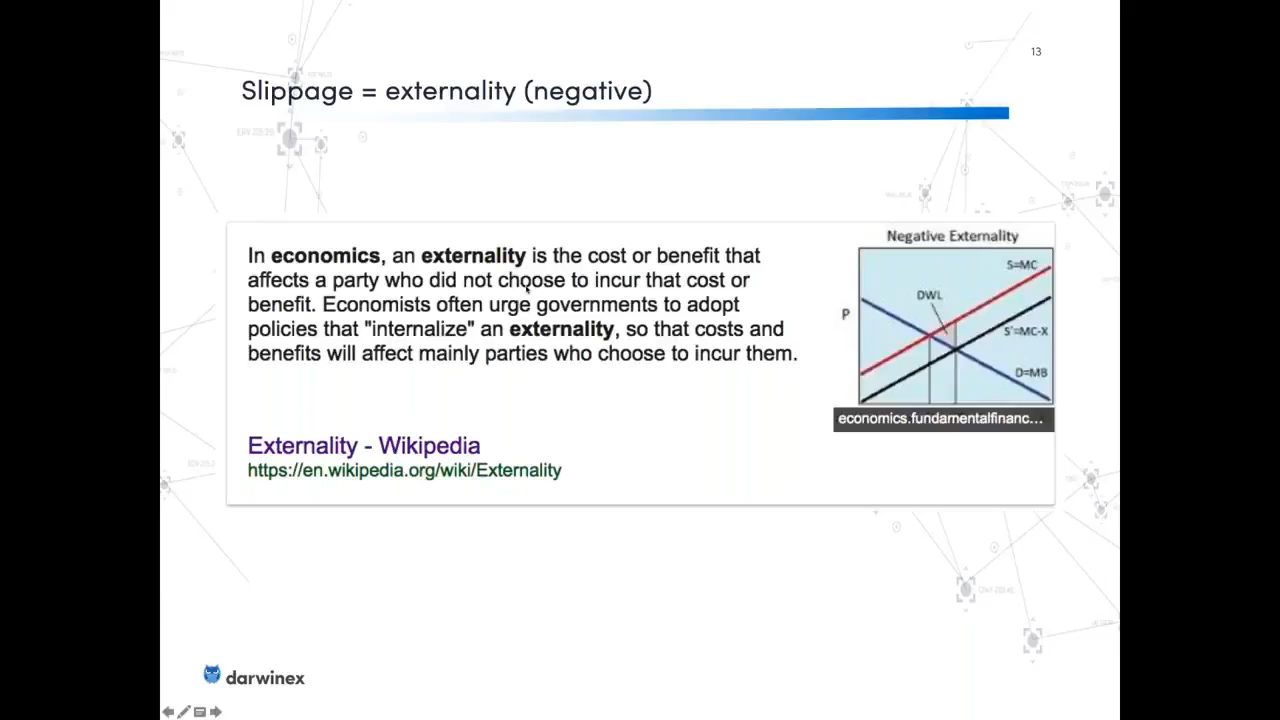 13
Slippage = externality (negative)
In economics, an externality is the cost or benefit that
affects a party who did not choose to incur that cost or
benefit. Economists often urge governments to adopt
policies that "internalize" an externality, so that costs and
benefits will affect mainly parties who choose to incur them.
Externality - Wikipedia
https://en.wikipedia.org/wiki/Externality
Negative Externality
S=MC
DWL
P
S'=MC-X
D=MB
economics.fundamentalfinanc...
darwinex